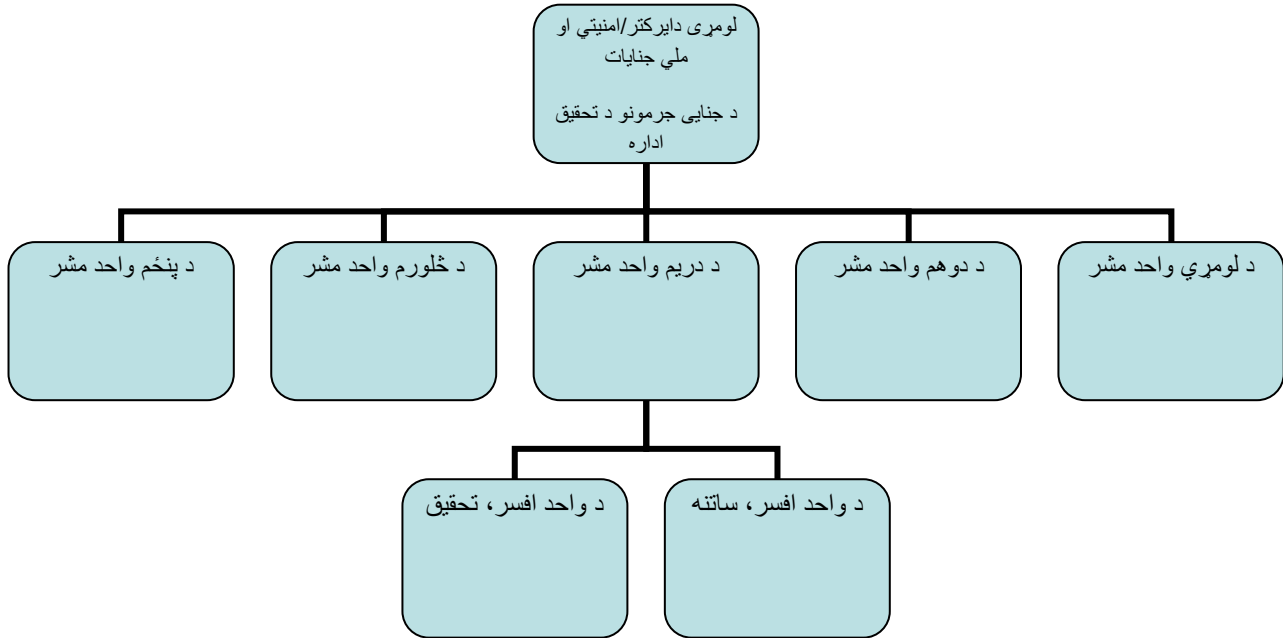 لومړی دایرکتر/امنیتي او
ملي جنایات
د جنایی جرمونو د تحقیق
اداره
د لومړي واحد مشر
د دوهم واحد مشر
د دریم واحد مشر
د څلورم واحد مشر
د پنځم واحد مشر
د واحد افسر، ساتنه
د واحد افسر، تحقیق